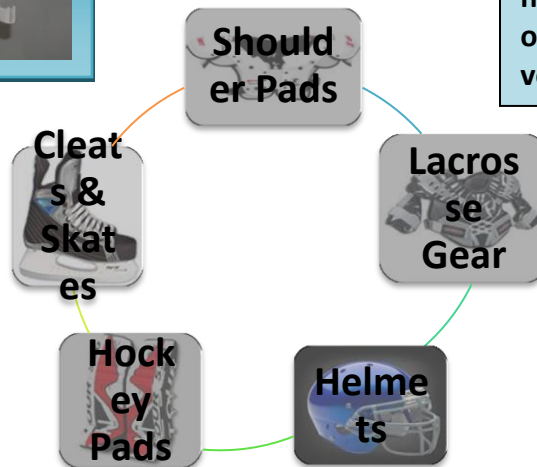 Should
er Pads
Lacros
se
Gear
Helme
ts
Hock
ey
Pads
Cleat
s &
Skat
es